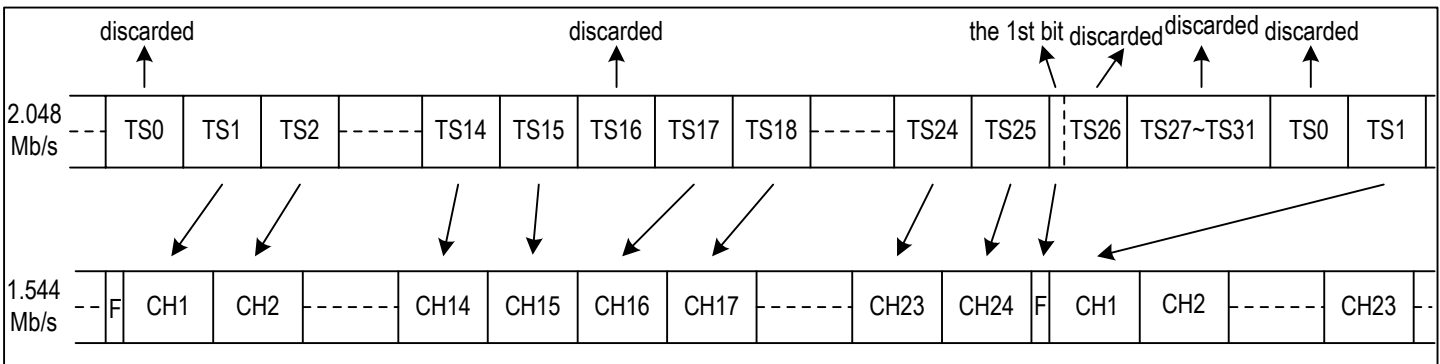 discarded discarded the 1st bit discarded discarded discarded
2.048 Mb/s
TS0 TS1 TS2 TS14 TS15 TS16 TS17 TS18 TS24 TS25 TS26 TS27~TS31 TS0 TS1
1.544 Mb/s
F CH1 CH2 CH14 CH15 CH16 CH17 CH23 CH24 F CH1 CH2 CH23